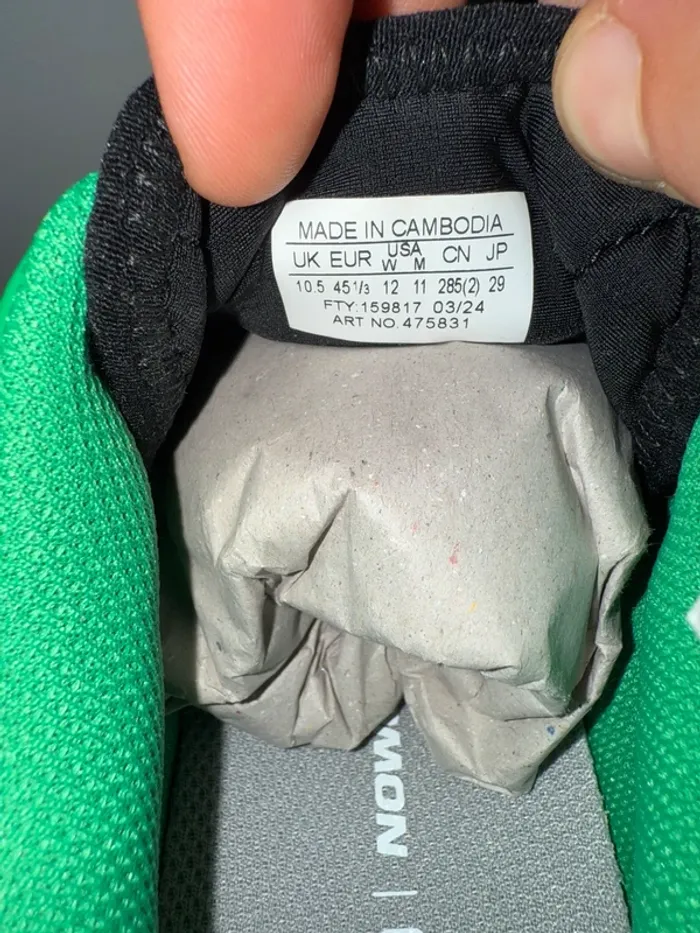 MADE IN CAMBODIA
UK EUR USA W M CN JP
10.5 45 1/3 12 11 285(2) 29
FTY:159817 03/24
ART NO.475831